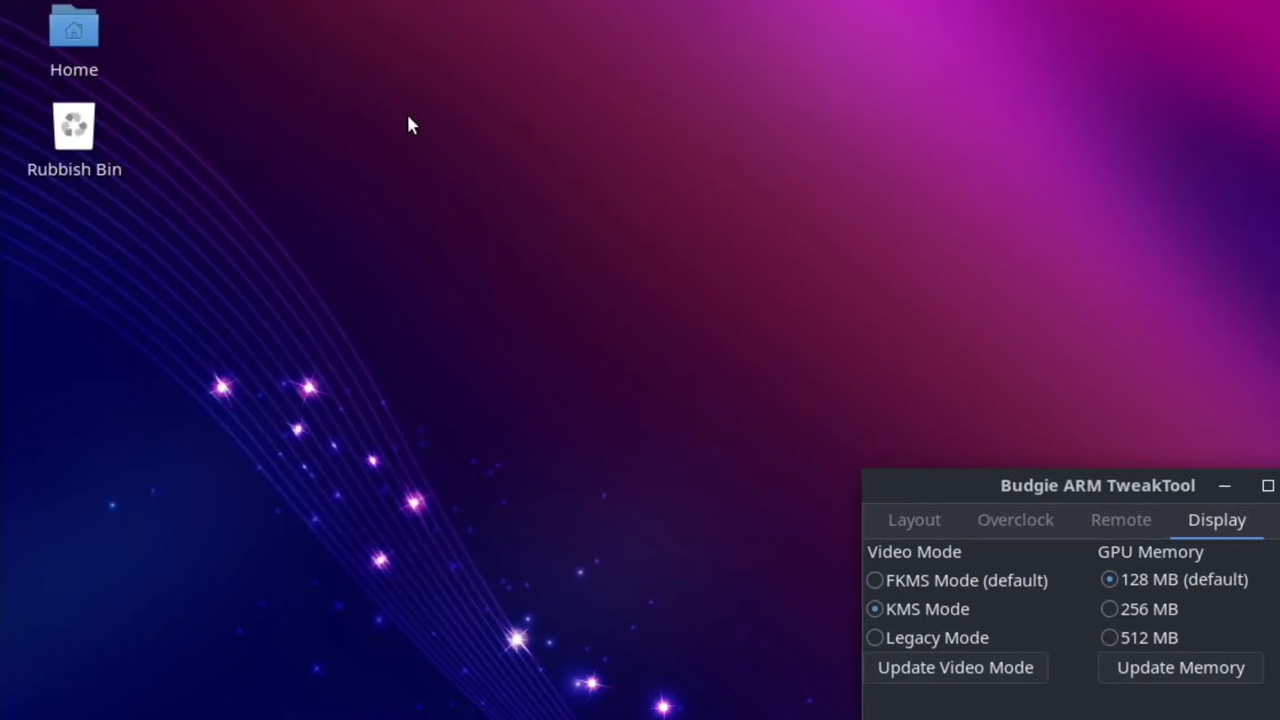 Home
Rubbish Bin
Budgie ARM TweakTool
Layout Overclock Remote Display
Video Mode GPU Memory
FKMS Mode (default) 128 MB (default)
KMS Mode 256 MB
Legacy Mode 512 MB
Update Video Mode Update Memory